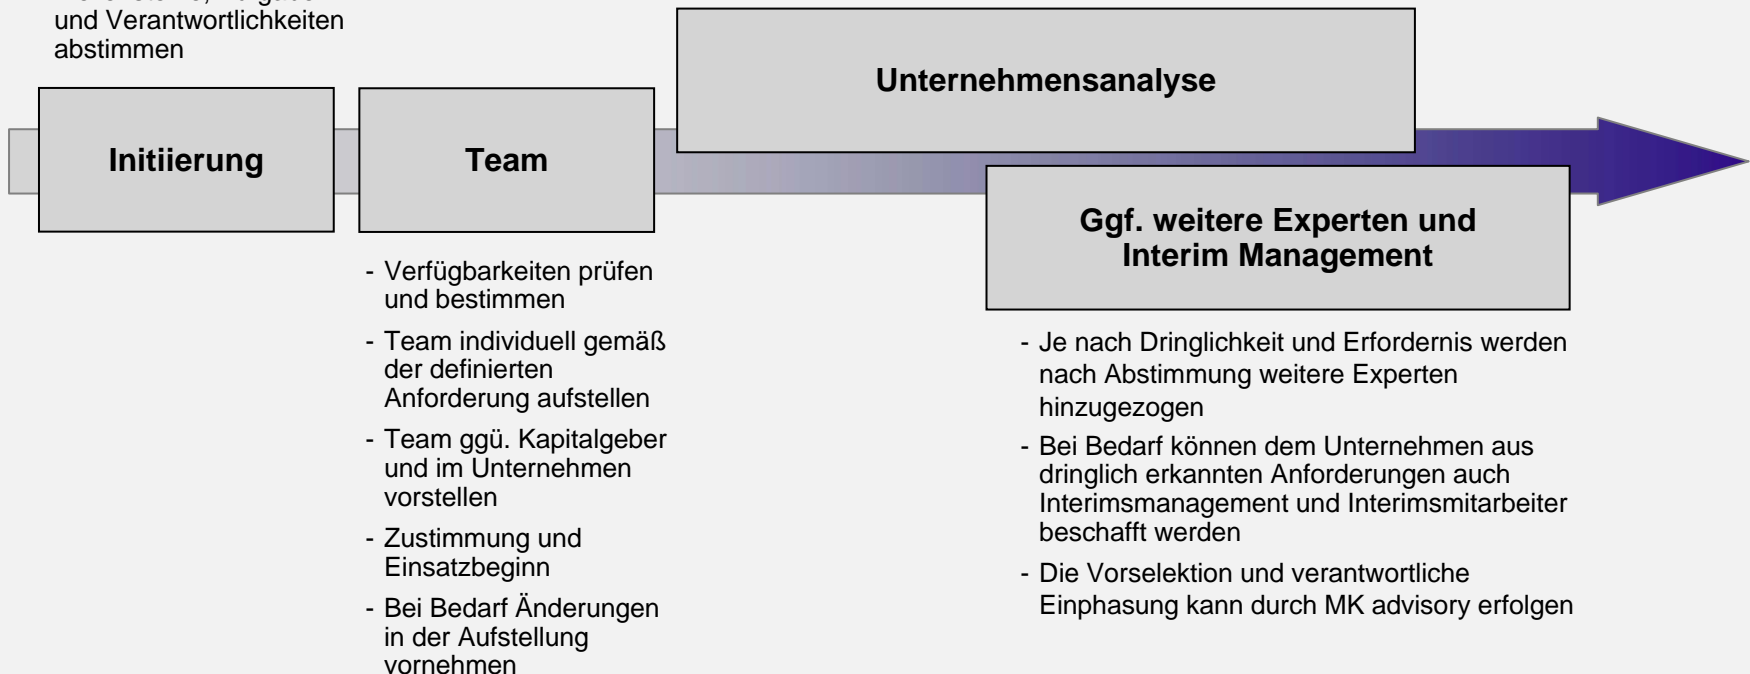 und Verantwortlichkeiten
abstimmen
Initiierung
Team
- Verfügbarkeiten prüfen
und bestimmen
- Team individuell gemäß
der definierten
Anforderung aufstellen
- Team ggü. Kapitalgeber
und im Unternehmen
vorstellen
- Zustimmung und
Einsatzbeginn
- Bei Bedarf Änderungen
in der Aufstellung
vornehmen
Unternehmensanalyse
Ggf. weitere Experten und
Interim Management
- Je nach Dringlichkeit und Erfordernis werden
nach Abstimmung weitere Experten
hinzugezogen
- Bei Bedarf können dem Unternehmen aus
dringlich erkannten Anforderungen auch
Interimsmanagement und Interimsmitarbeiter
beschafft werden
- Die Vorselektion und verantwortliche
Einphasung kann durch MK advisory erfolgen